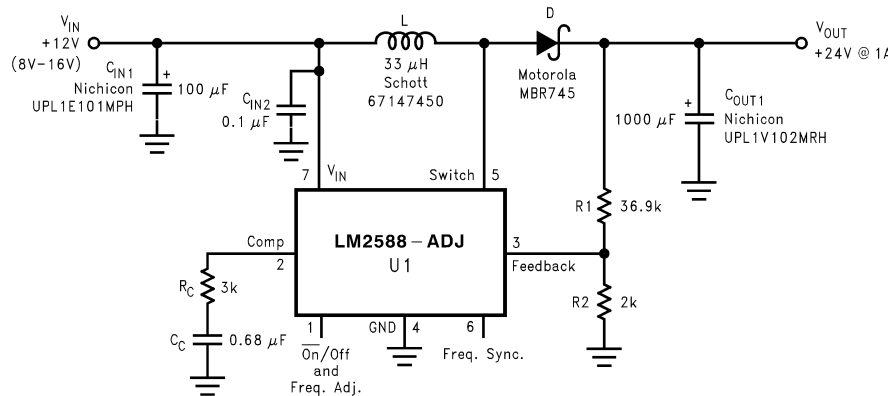 V_IN
+12V
(8V-16V)
C_IN1
Nichicon
UPL1E101MPH
+
100 μF
C_IN2
0.1 μF
L
33 μH
Schott
67147450
D
Motorola
MBR745
V_OUT
+24V @ 1A
1000 μF
+
C_OUT1
Nichicon
UPL1V102MRH
7
V_IN
Switch
5
R1
36.9k
LM2588-ADJ
U1
Comp
2
3
Feedback
R_C
3k
R2
2k
C_C
0.68 μF
1
O̅n̅/Off
and
Freq. Adj.
GND
4
6
Freq. Sync.